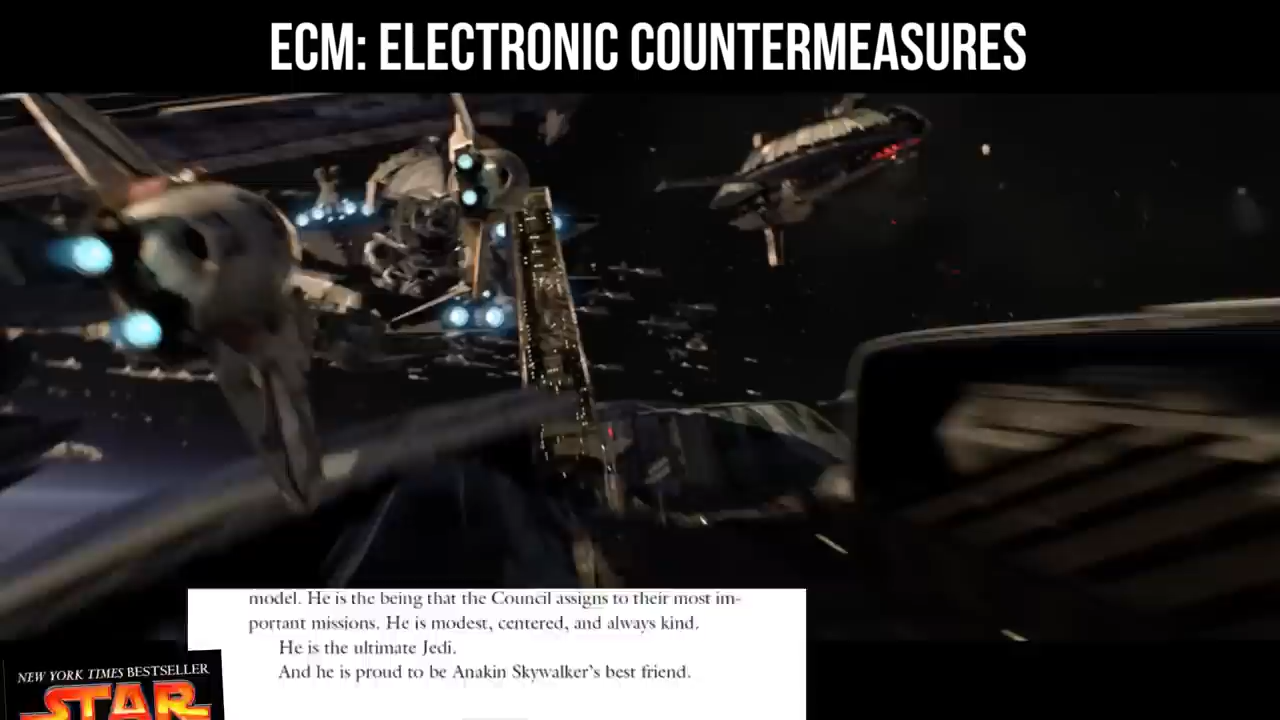 ECM: ELECTRONIC COUNTERMEASURES
model. He is the being that the Council assigns to their most im-
portant missions. He is modest, centered, and always kind.
He is the ultimate Jedi.
And he is proud to be Anakin Skywalker's best friend.
NEW YORK TIMES BESTSELLER
STAR